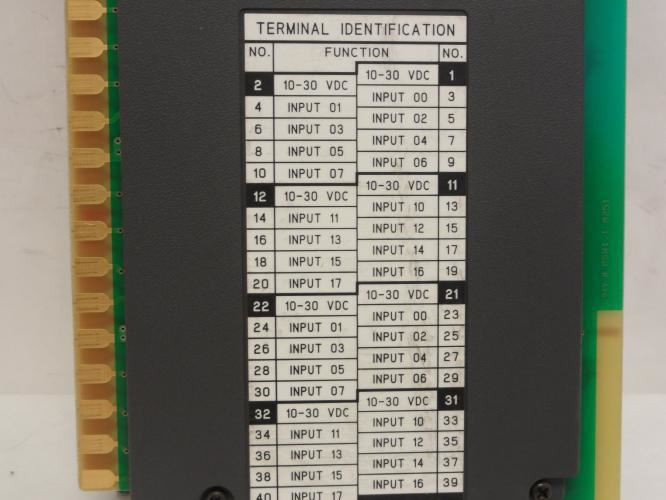 TERMINAL IDENTIFICATION
NO. FUNCTION NO.
10-30 VDC 1
2 10-30 VDC
INPUT 00 3
4 INPUT 01
INPUT 02 5
6 INPUT 03
INPUT 04 7
8 INPUT 05
INPUT 06 9
10 INPUT 07
10-30 VDC 11
12 10-30 VDC
INPUT 10 13
14 INPUT 11
INPUT 12 15
16 INPUT 13
INPUT 14 17
18 INPUT 15
INPUT 16 19
20 INPUT 17
10-30 VDC 21
22 10-30 VDC
INPUT 00 23
24 INPUT 01
INPUT 02 25
26 INPUT 03
INPUT 04 27
28 INPUT 05
INPUT 06 29
30 INPUT 07
10-30 VDC 31
32 10-30 VDC
INPUT 10 33
34 INPUT 11
INPUT 12 35
36 INPUT 13
INPUT 14 37
38 INPUT 15
INPUT 16 39
40 INPUT 17